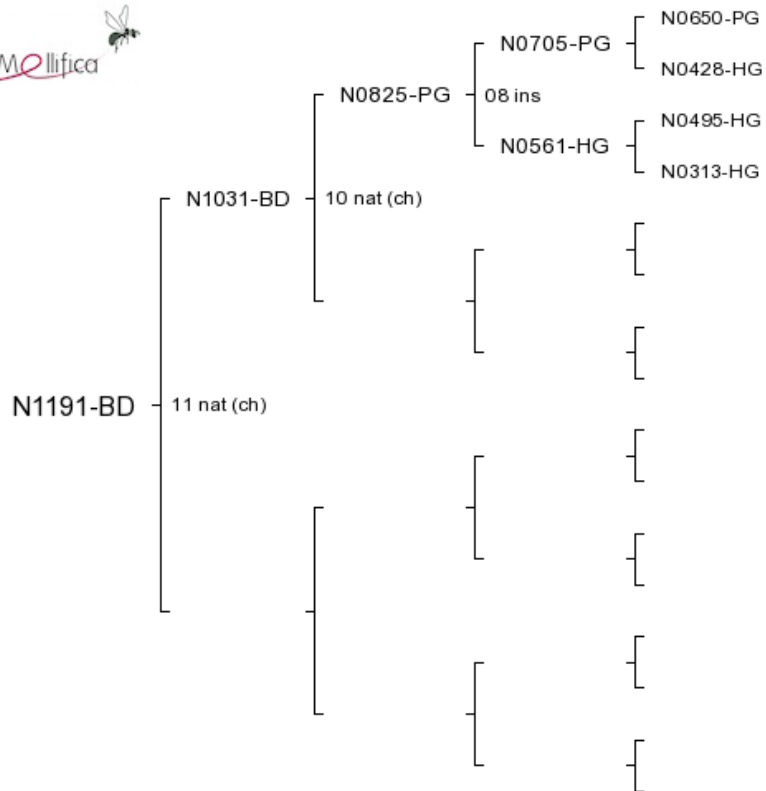 Mellifica
N0650-PG
N0705-PG
N0428-HG
N0825-PG
08 ins
N0495-HG
N0561-HG
N0313-HG
N1031-BD
10 nat (ch)
N1191-BD
11 nat (ch)